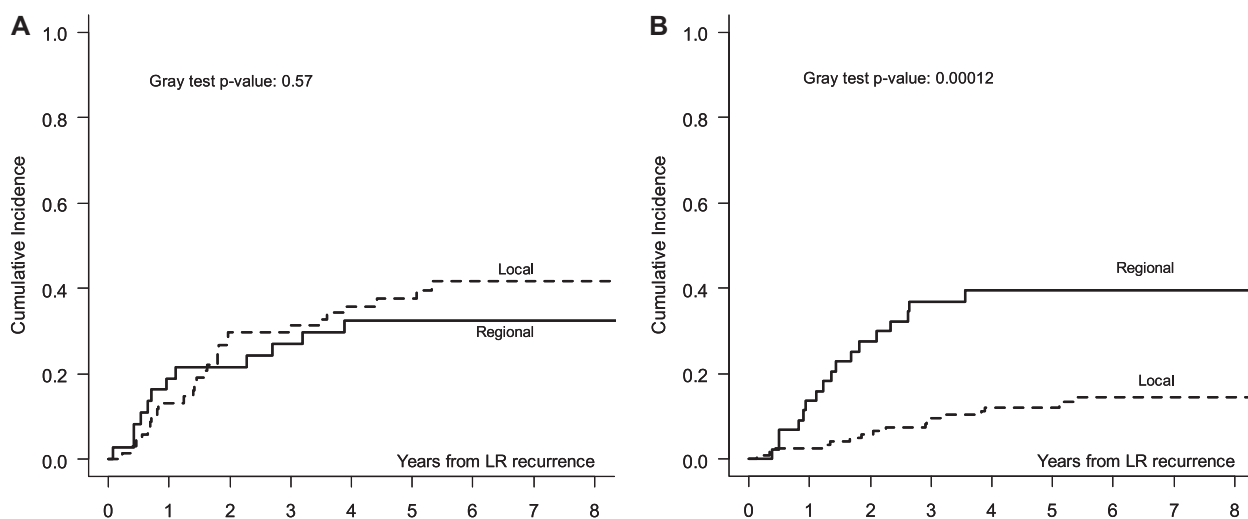 A
Gray test p-value: 0.57
Cumulative Incidence
1.0
0.8
0.6
0.4
0.2
0.0
Local
Regional
Years from LR recurrence
0 1 2 3 4 5 6 7 8
B
Gray test p-value: 0.00012
Cumulative Incidence
1.0
0.8
0.6
0.4
0.2
0.0
Regional
Local
Years from LR recurrence
0 1 2 3 4 5 6 7 8